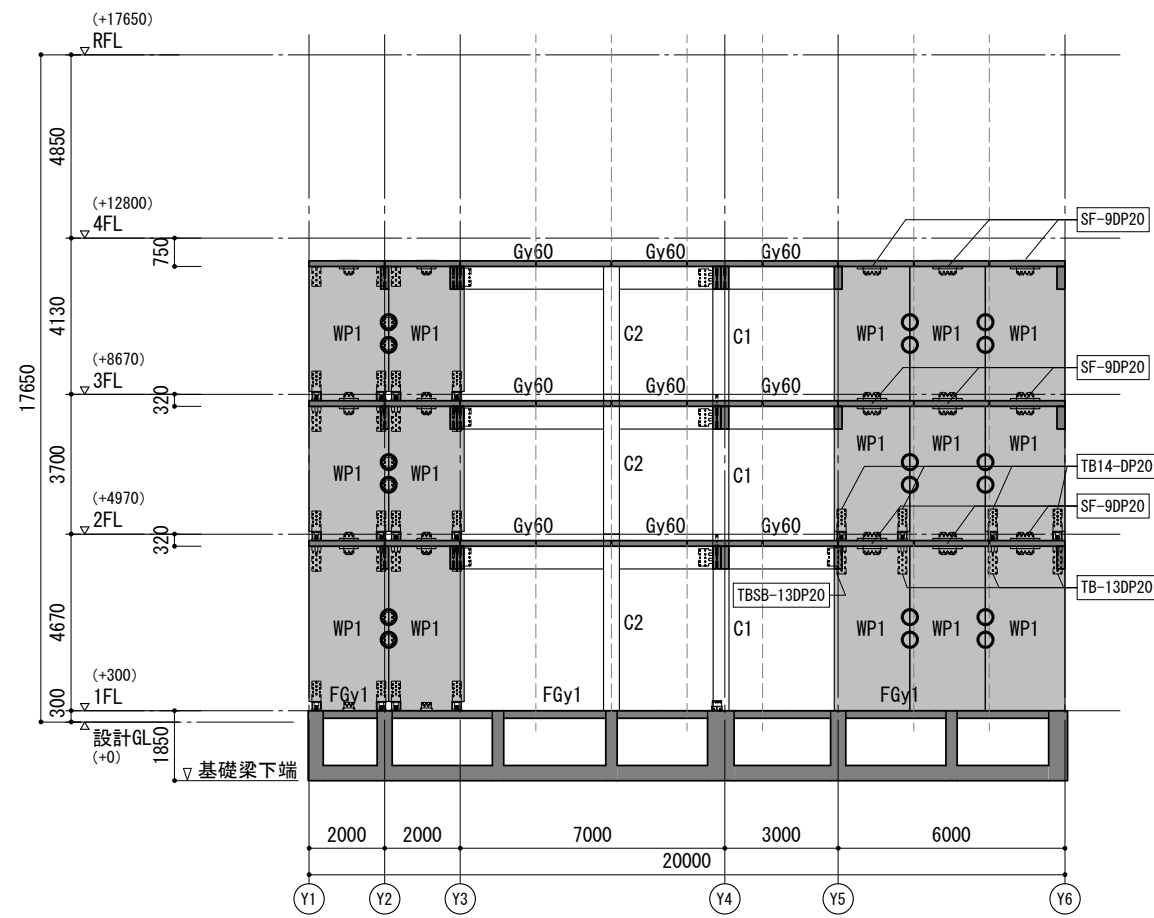 (+17650)
RFL
4850
(+12800)
4FL
750
Gy60 Gy60 Gy60
SF-9DP20
17650
4130
WP1 WP1 C2 C1 WP1 WP1 WP1
(+8670)
3FL
320
Gy60 Gy60 Gy60
SF-9DP20
3700
WP1 WP1 C2 C1 WP1 WP1 WP1
TB14-DP20
(+4970)
2FL
320
Gy60 Gy60 Gy60
SF-9DP20
TBSB-13DP20
TB-13DP20
4670
WP1 WP1 C2 C1 WP1 WP1 WP1
(+300)
1FL
300
FGy1 FGy1 FGy1
設計GL
(+0)
1850
基礎梁下端
2000 2000 7000 3000 6000
20000
Y1 Y2 Y3 Y4 Y5 Y6